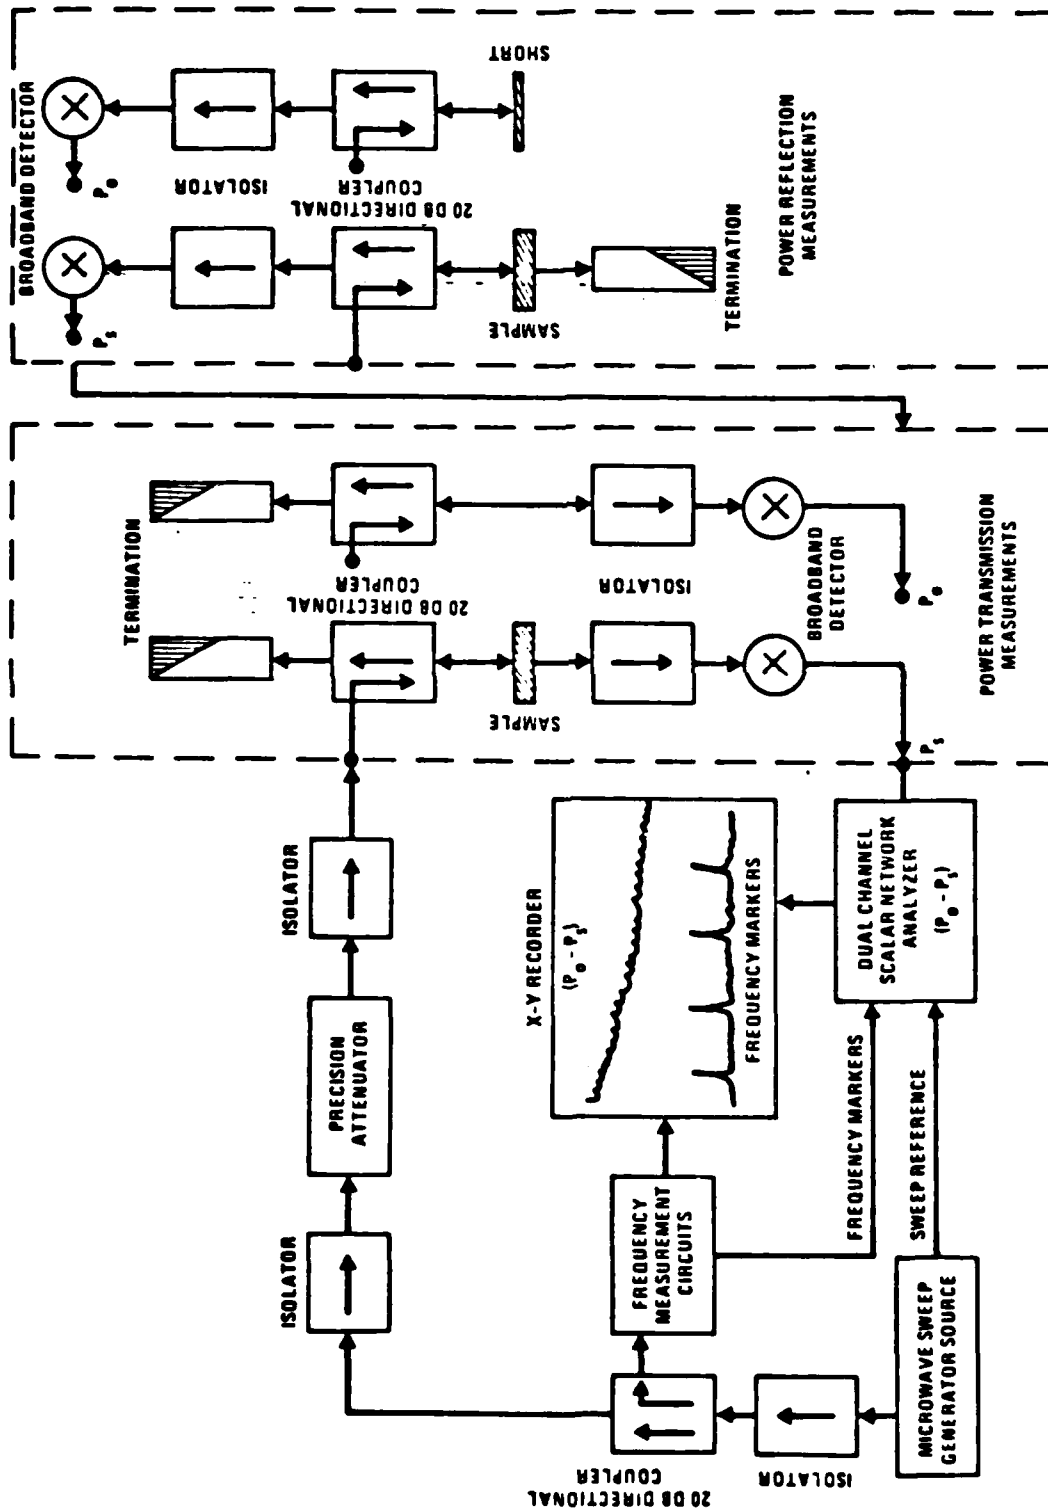 20 DB DIRECTIONAL
COUPLER
ISOLATOR
MICROWAVE SWEEP
GENERATOR SOURCE
ISOLATOR
FREQUENCY
MEASUREMENT
CIRCUITS
FREQUENCY MARKERS
SWEEP REFERENCE
PRECISION
ATTENUATOR
ISOLATOR
X-Y RECORDER
(P₀ - Pₛ)
FREQUENCY MARKERS
DUAL CHANNEL
SCALAR NETWORK
ANALYZER
(P₀ - Pₛ)
TERMINATION
20 DB DIRECTIONAL
COUPLER
SAMPLE
ISOLATOR
BROADBAND
DETECTOR
Pₛ
P₀
POWER TRANSMISSION
MEASUREMENTS
BROADBAND DETECTOR
Pₛ
P₀
ISOLATOR
20 DB DIRECTIONAL
COUPLER
SAMPLE
SHORT
TERMINATION
POWER REFLECTION
MEASUREMENTS